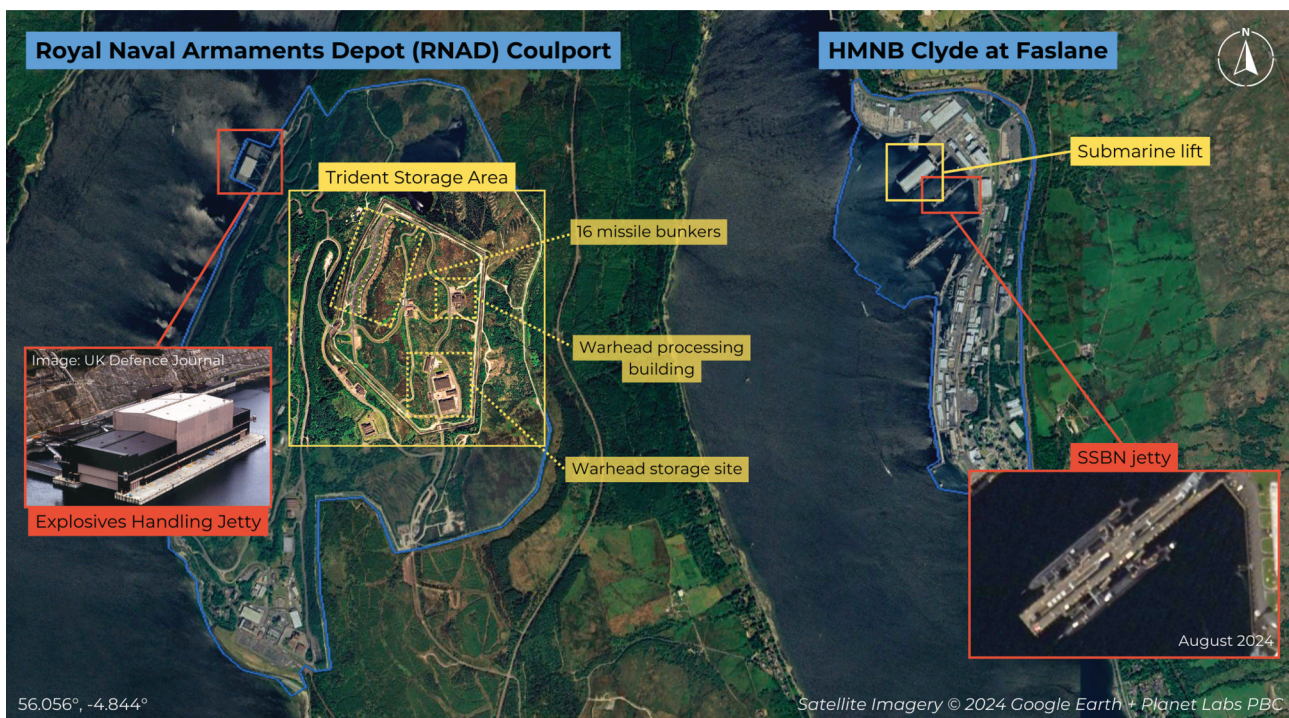 Royal Naval Armaments Depot (RNAD) Coulport
HMNB Clyde at Faslane
N
Submarine lift
Trident Storage Area
16 missile bunkers
Warhead processing
building
Image: UK Defence Journal
Warhead storage site
SSBN jetty
Explosives Handling Jetty
August 2024
56.056°, -4.844°
Satellite Imagery © 2024 Google Earth + Planet Labs PBC